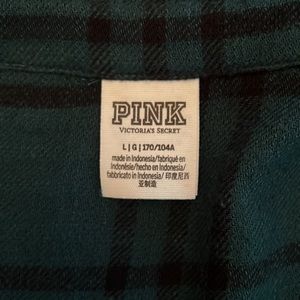 PINK
VICTORIA'S SECRET
L | G | 170/104A
made in Indonesia/fabriqué en
Indonésie/hecho en Indonesia/
fabbricato in Indonesia/ 印度尼西
亚制造